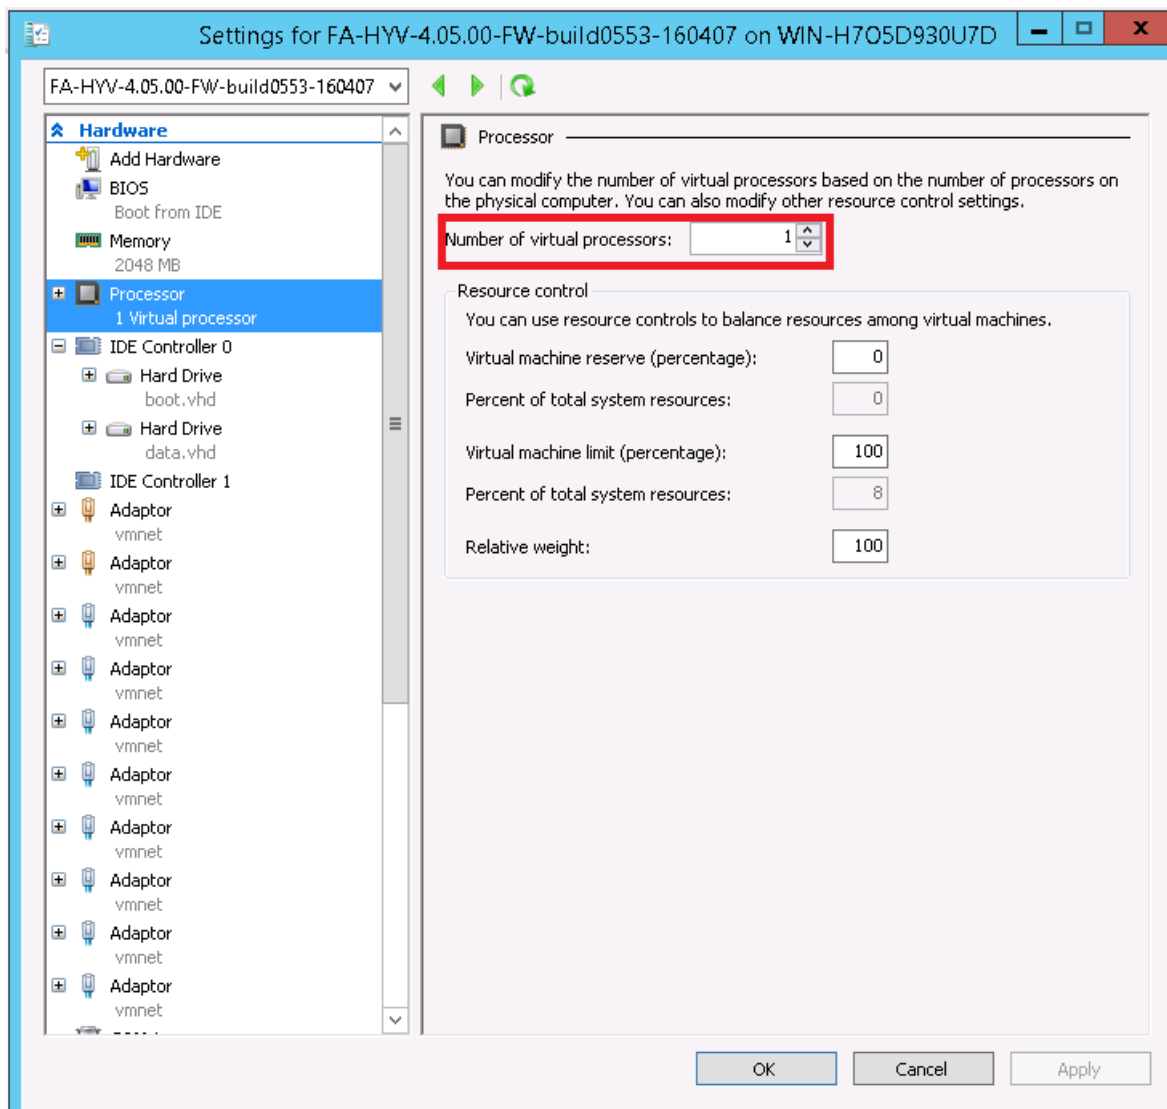 Settings for FA-HYV-4.05.00-FW-build0553-160407 on WIN-H7O5D930U7D
FA-HYV-4.05.00-FW-build0553-160407
Hardware
Add Hardware
BIOS
Boot from IDE
Memory
2048 MB
Processor
1 Virtual processor
IDE Controller 0
Hard Drive
boot.vhd
Hard Drive
data.vhd
IDE Controller 1
Adaptor
vmnet
Adaptor
vmnet
Adaptor
vmnet
Adaptor
vmnet
Adaptor
vmnet
Adaptor
vmnet
Adaptor
vmnet
Adaptor
vmnet
Adaptor
vmnet
Adaptor
vmnet
Processor
You can modify the number of virtual processors based on the number of processors on
the physical computer. You can also modify other resource control settings.
Number of virtual processors: 1
Resource control
You can use resource controls to balance resources among virtual machines.
Virtual machine reserve (percentage): 0
Percent of total system resources: 0
Virtual machine limit (percentage): 100
Percent of total system resources: 8
Relative weight: 100
OK Cancel Apply